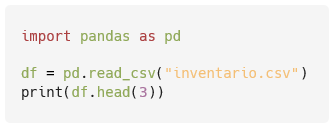 import pandas as pd

df = pd.read_csv("inventario.csv")
print(df.head(3))